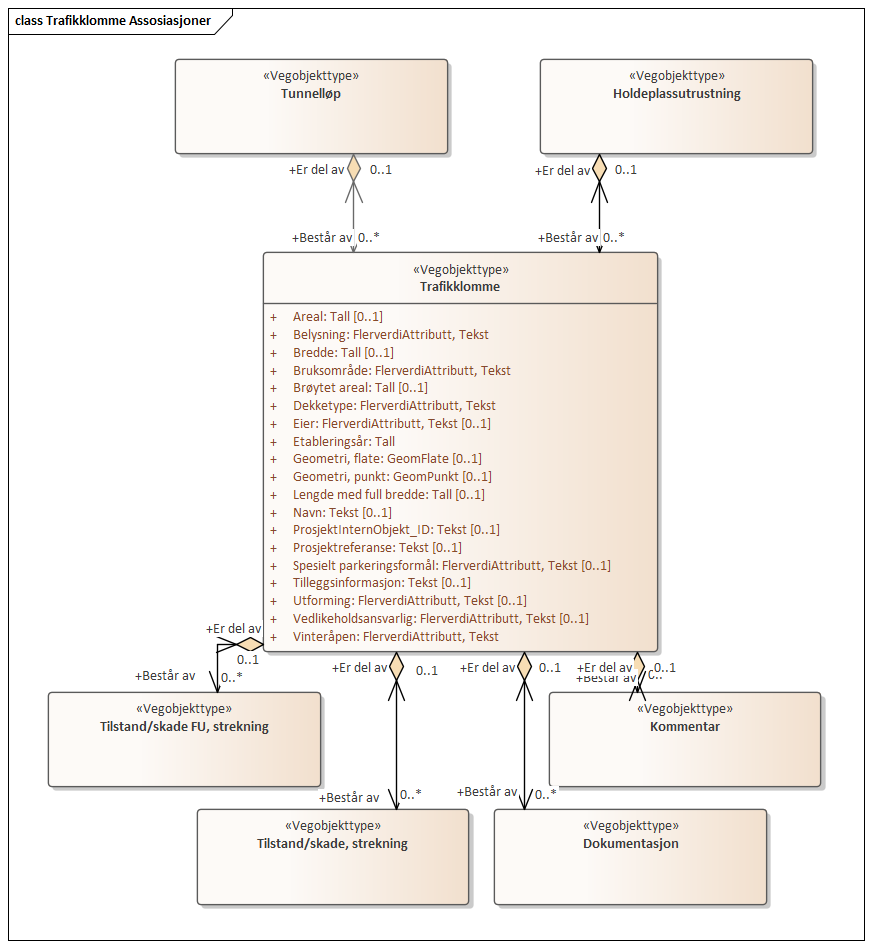 class Trafikklomme Assosiasjoner
«Vegobjekttype»
Tunnelløp
«Vegobjekttype»
Holdeplassutrustning
+Er del av 0..1
+Er del av 0..1
+Består av 0..*
+Består av 0..*
«Vegobjekttype»
Trafikklomme
+ Areal: Tall [0..1]
+ Belysning: FlerverdiAttributt, Tekst
+ Bredde: Tall [0..1]
+ Bruksområde: FlerverdiAttributt, Tekst
+ Brøytet areal: Tall [0..1]
+ Dekketype: FlerverdiAttributt, Tekst
+ Eier: FlerverdiAttributt, Tekst [0..1]
+ Etableringsår: Tall
+ Geometri, flate: GeomFlate [0..1]
+ Geometri, punkt: GeomPunkt [0..1]
+ Lengde med full bredde: Tall [0..1]
+ Navn: Tekst [0..1]
+ ProsjektInternObjekt_ID: Tekst [0..1]
+ Prosjektreferanse: Tekst [0..1]
+ Spesielt parkeringsformål: FlerverdiAttributt, Tekst [0..1]
+ Tilleggsinformasjon: Tekst [0..1]
+ Utforming: FlerverdiAttributt, Tekst [0..1]
+ Vedlikeholdsansvarlig: FlerverdiAttributt, Tekst [0..1]
+ Vinteråpen: FlerverdiAttributt, Tekst
+Er del av
0..1
+Består av 0..*
+Er del av 0..1
+Er del av 0..1
+Er del av 0..1
+Består av 0..
«Vegobjekttype»
Tilstand/skade FU, strekning
«Vegobjekttype»
Kommentar
+Består av 0..*
+Består av 0..*
«Vegobjekttype»
Tilstand/skade, strekning
«Vegobjekttype»
Dokumentasjon